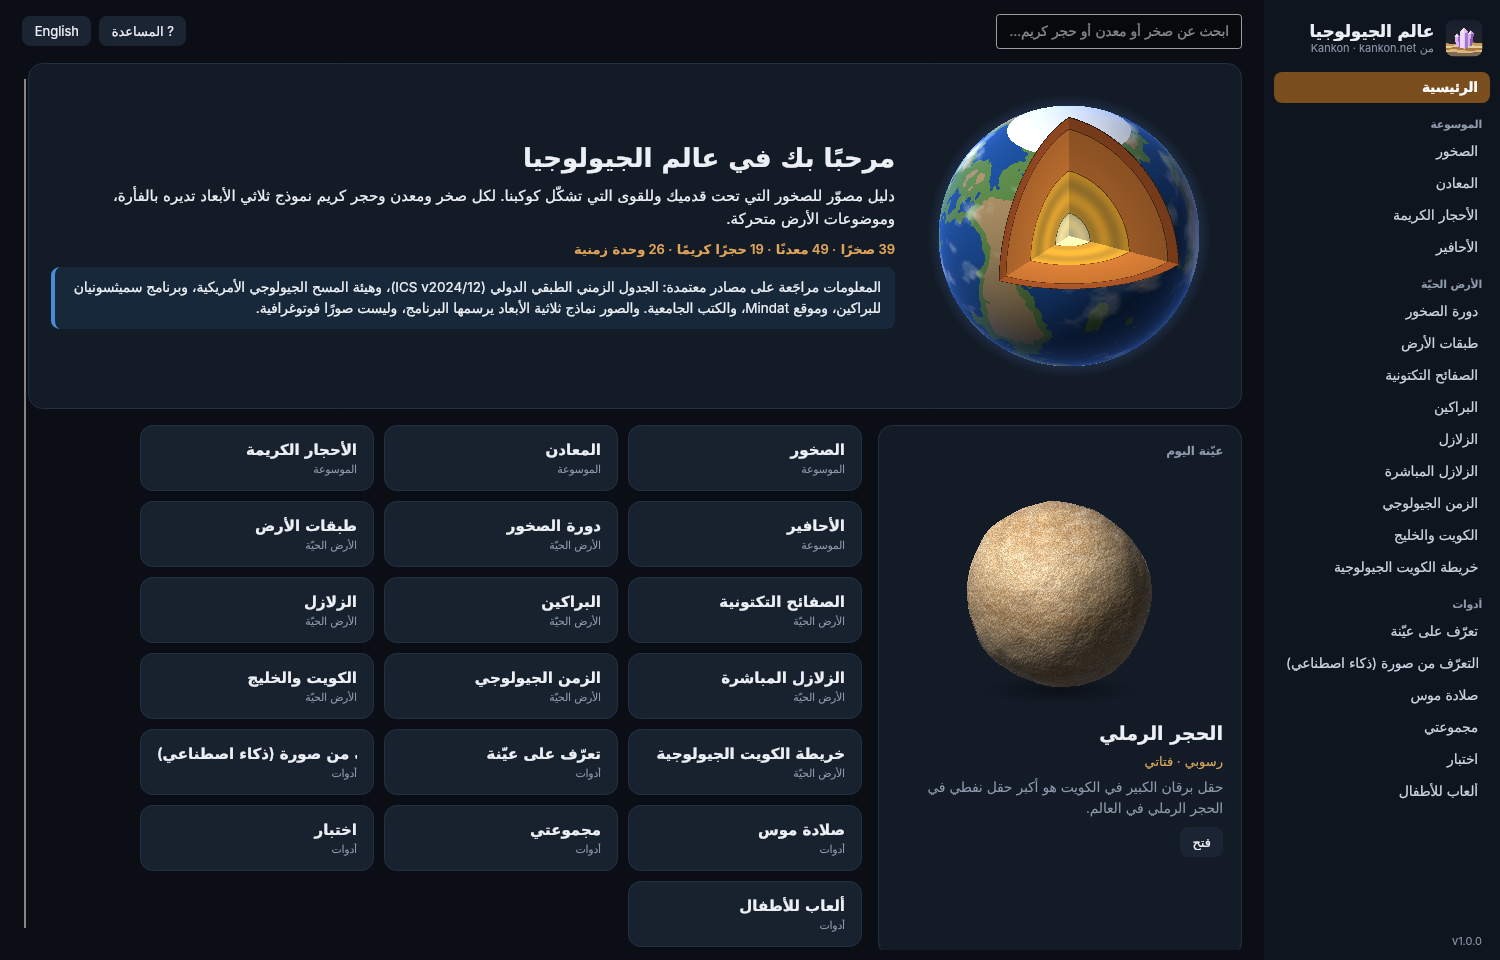 عالم الجيولوجيا
من Kankon · kankon.net
الرئيسية
الموسوعة
الصخور
المعادن
الأحجار الكريمة
الأحافير
الأرض الحيّة
دورة الصخور
طبقات الأرض
الصفائح التكتونية
البراكين
الزلازل
الزلازل المباشرة
الزمن الجيولوجي
الكويت والخليج
خريطة الكويت الجيولوجية
أدوات
تعرّف على عيّنة
التعرّف من صورة (ذكاء اصطناعي)
صلادة موس
مجموعتي
اختبار
ألعاب للأطفال
v1.0.0
ابحث عن صخر أو معدن أو حجر كريم...
? المساعدة
English
مرحبًا بك في عالم الجيولوجيا
دليل مصوّر للصخور التي تحت قدميك وللقوى التي تشكّل كوكبنا. لكل صخر ومعدن وحجر كريم نموذج ثلاثي الأبعاد تديره بالفأرة،
وموضوعات الأرض متحركة.
39 صخرًا · 49 معدنًا · 19 حجرًا كريمًا · 26 وحدة زمنية
المعلومات مراجَعة على مصادر معتمدة: الجدول الزمني الطبقي الدولي (ICS v2024/12)، وهيئة المسح الجيولوجي الأمريكية، وبرنامج سميثسونيان
للبراكين، وموقع Mindat، والكتب الجامعية. والصور نماذج ثلاثية الأبعاد يرسمها البرنامج، وليست صورًا فوتوغرافية.
عيّنة اليوم
الحجر الرملي
رسوبي · فتاتي
حقل برقان الكبير في الكويت هو أكبر حقل نفطي في
الحجر الرملي في العالم.
فتح
الصخور
الموسوعة
المعادن
الموسوعة
الأحجار الكريمة
الموسوعة
الأحافير
الموسوعة
دورة الصخور
الأرض الحيّة
طبقات الأرض
الأرض الحيّة
الصفائح التكتونية
الأرض الحيّة
البراكين
الأرض الحيّة
الزلازل
الأرض الحيّة
الزلازل المباشرة
الأرض الحيّة
الزمن الجيولوجي
الأرض الحيّة
الكويت والخليج
الأرض الحيّة
خريطة الكويت الجيولوجية
الأرض الحيّة
تعرّف على عيّنة
أدوات
من صورة (ذكاء اصطناعي)
أدوات
صلادة موس
أدوات
مجموعتي
أدوات
اختبار
أدوات
ألعاب للأطفال
أدوات